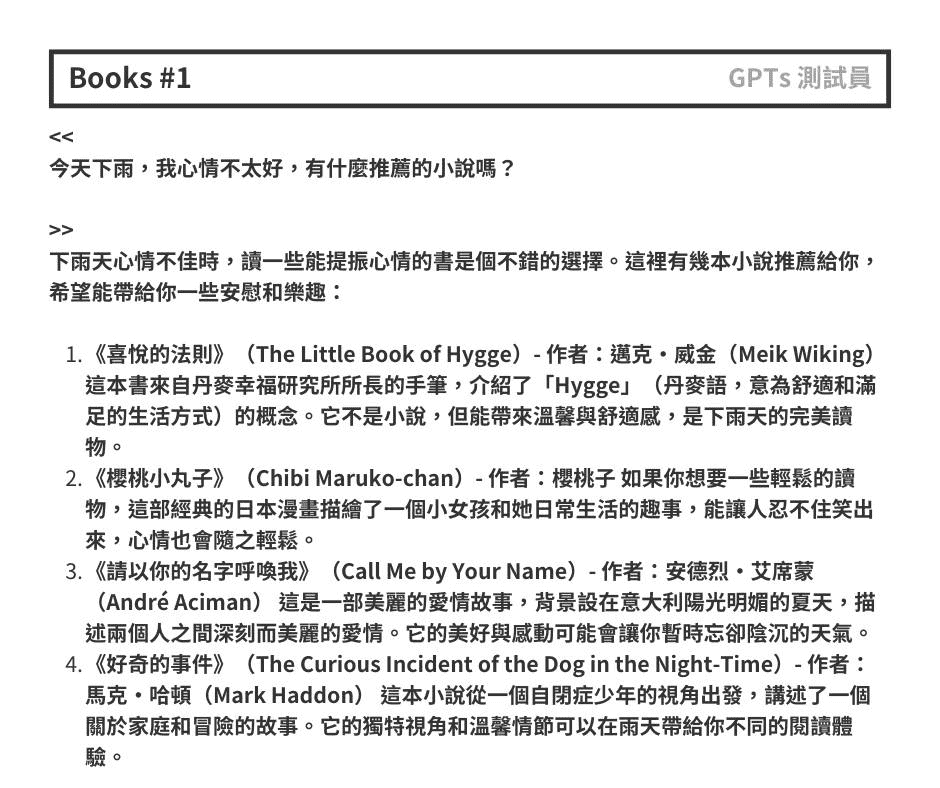 Books #1
GPTs 測試員
<<
今天下雨，我心情不太好，有什麼推薦的小說嗎？
>>
下雨天心情不佳時，讀一些能提振心情的書是個不錯的選擇。這裡有幾本小說推薦給你，
希望能帶給你一些安慰和樂趣：
1. 《喜悅的法則》（The Little Book of Hygge）- 作者：邁克・威金（Meik Wiking）
這本書來自丹麥幸福研究所所長的手筆，介紹了「Hygge」（丹麥語，意為舒適和滿
足的生活方式）的概念。它不是小說，但能帶來溫馨與舒適感，是下雨天的完美讀
物。
2. 《櫻桃小丸子》（Chibi Maruko-chan）- 作者：櫻桃子 如果你想要一些輕鬆的讀
物，這部經典的日本漫畫描繪了一個小女孩和她日常生活的趣事，能讓人忍不住笑出
來，心情也會隨之輕鬆。
3. 《請以你的名字呼喚我》（Call Me by Your Name）- 作者：安德烈・艾席蒙
（André Aciman） 這是一部美麗的愛情故事，背景設在意大利陽光明媚的夏天，描
述兩個人之間深刻而美麗的愛情。它的美好與感動可能會讓你暫時忘卻陰沉的天氣。
4. 《好奇的事件》（The Curious Incident of the Dog in the Night-Time）- 作者：
馬克・哈頓（Mark Haddon） 這本小說從一個自閉症少年的視角出發，講述了一個
關於家庭和冒險的故事。它的獨特視角和溫馨情節可以在雨天帶給你不同的閱讀體
驗。